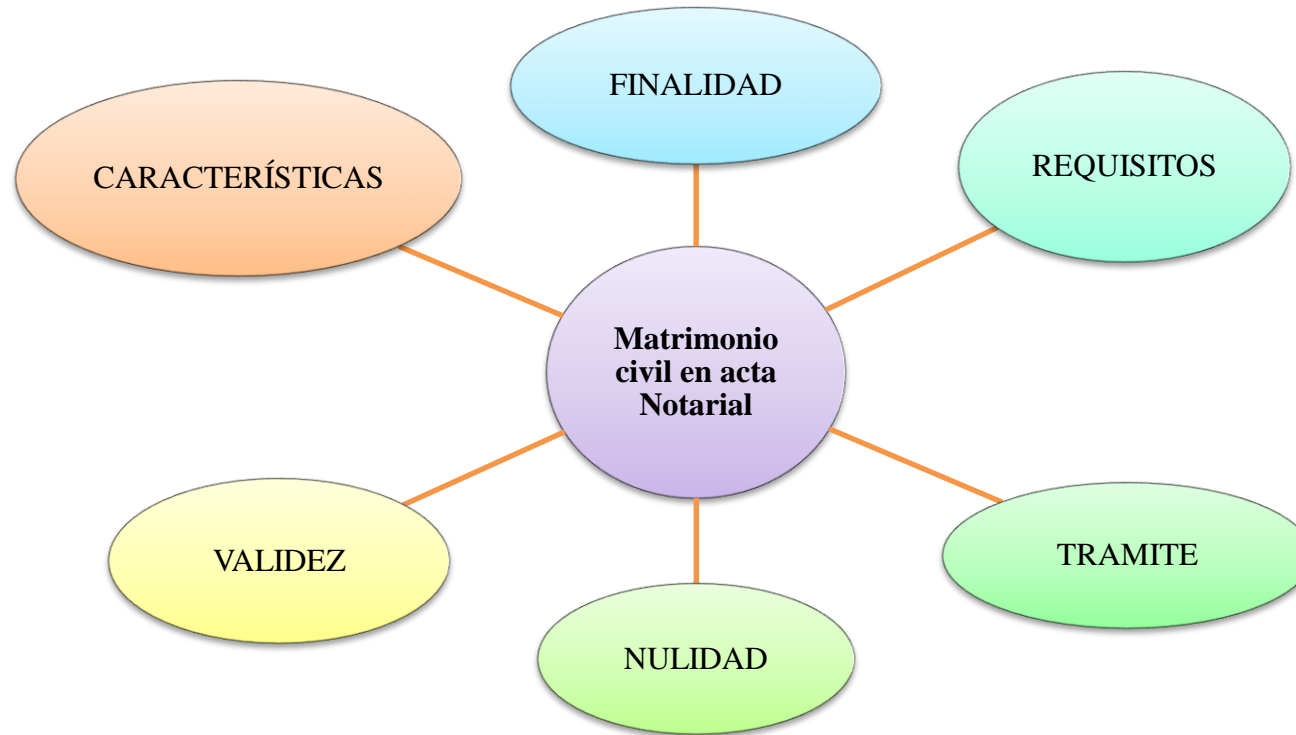 FINALIDAD
CARACTERÍSTICAS
REQUISITOS
Matrimonio
civil en acta
Notarial
VALIDEZ
TRAMITE
NULIDAD